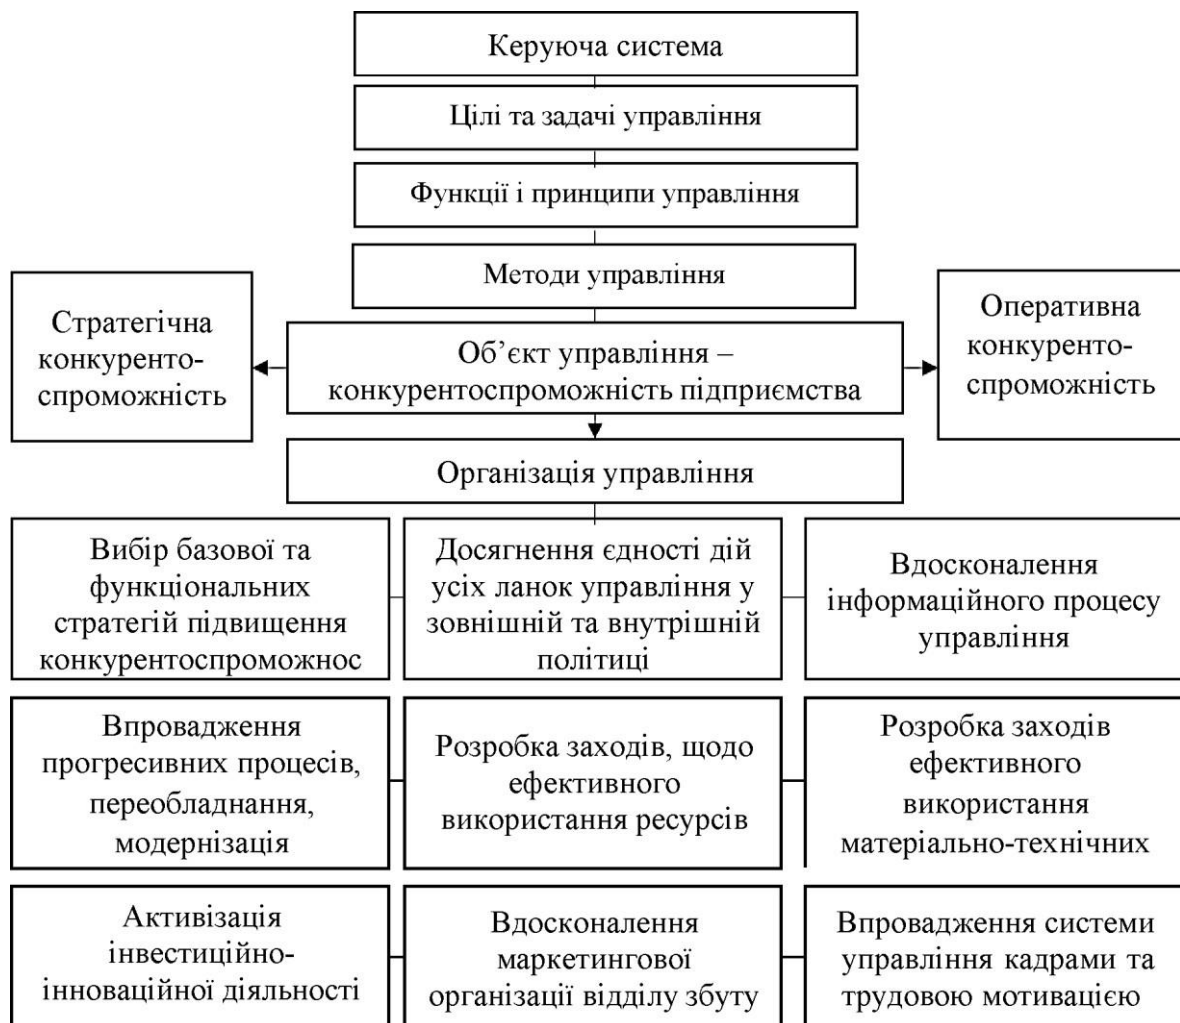 Керуюча система
Цілі та задачі управління
Функції і принципи управління
Методи управління
Стратегічна
конкуренто-
спроможність
Об’єкт управління –
конкурентоспроможність підприємства
Оперативна
конкуренто-
спроможність
Організація управління
Вибір базової та
функціональних
стратегій підвищення
конкурентоспроможнос
Досягнення єдності дій
усіх ланок управління у
зовнішній та внутрішній
політиці
Вдосконалення
інформаційного процесу
управління
Впровадження
прогресивних процесів,
переобладнання,
модернізація
Розробка заходів, щодо
ефективного
використання ресурсів
Розробка заходів
ефективного
використання
матеріально-технічних
Активізація
інвестиційно-
інноваційної діяльності
Вдосконалення
маркетингової
організації відділу збуту
Впровадження системи
управління кадрами та
трудовою мотивацією